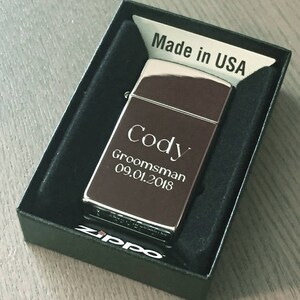 Made in USA
Cody
Groomsman
09.01.2018
ZIPPO